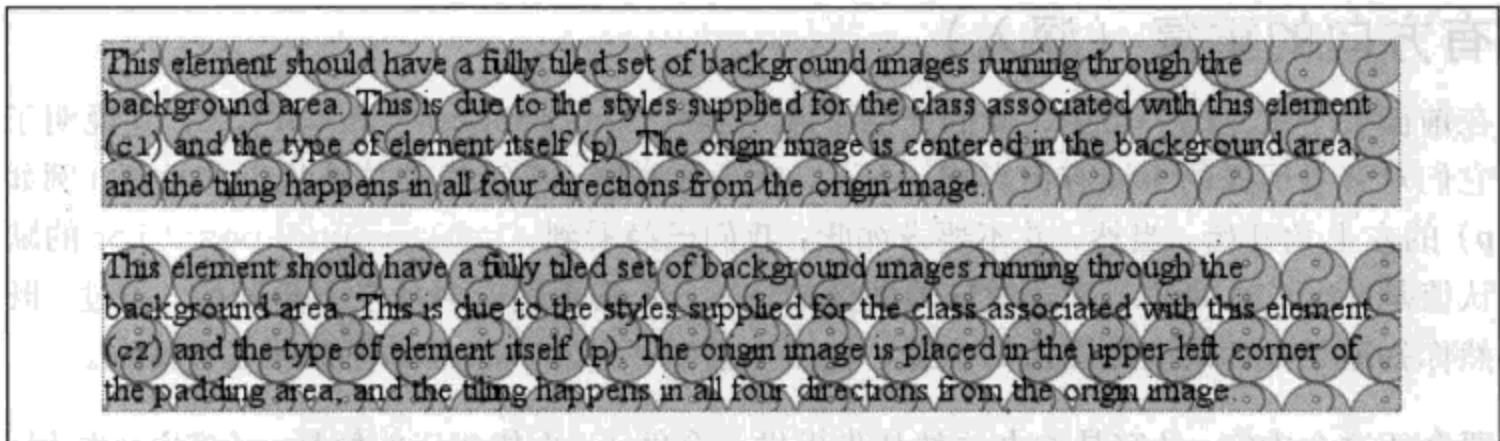 This element should have a fully tiled set of background images running through the
background area. This is due to the styles supplied for the class associated with this element
(c1) and the type of element itself (p). The origin image is centered in the background area,
and the tiling happens in all four directions from the origin image.
This element should have a fully tiled set of background images running through the
background area. This is due to the styles supplied for the class associated with this element
(c2) and the type of element itself (p). The origin image is placed in the upper left corner of
the padding area, and the tiling happens in all four directions from the origin image.